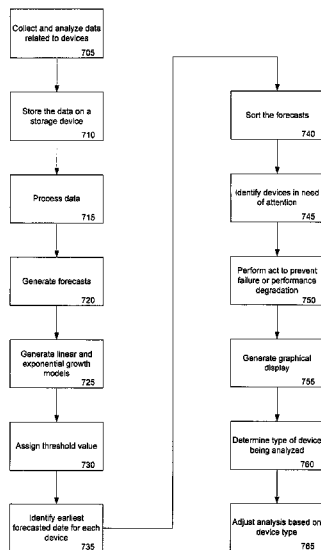 Collect and analyze data
related to devices
705
Store the data on a
storage device
710
Process data
715
Generate forecasts
720
Generate linear and
exponential growth
models
725
Assign threshold value
730
Identify earliest
forecasted date for each
device
735
Sort the forecasts
740
Identify devices in need
of attention
745
Perform act to prevent
failure or performance
degradation
750
Generate graphical
display
755
Determine type of device
being analyzed
760
Adjust analysis based on
device type
765